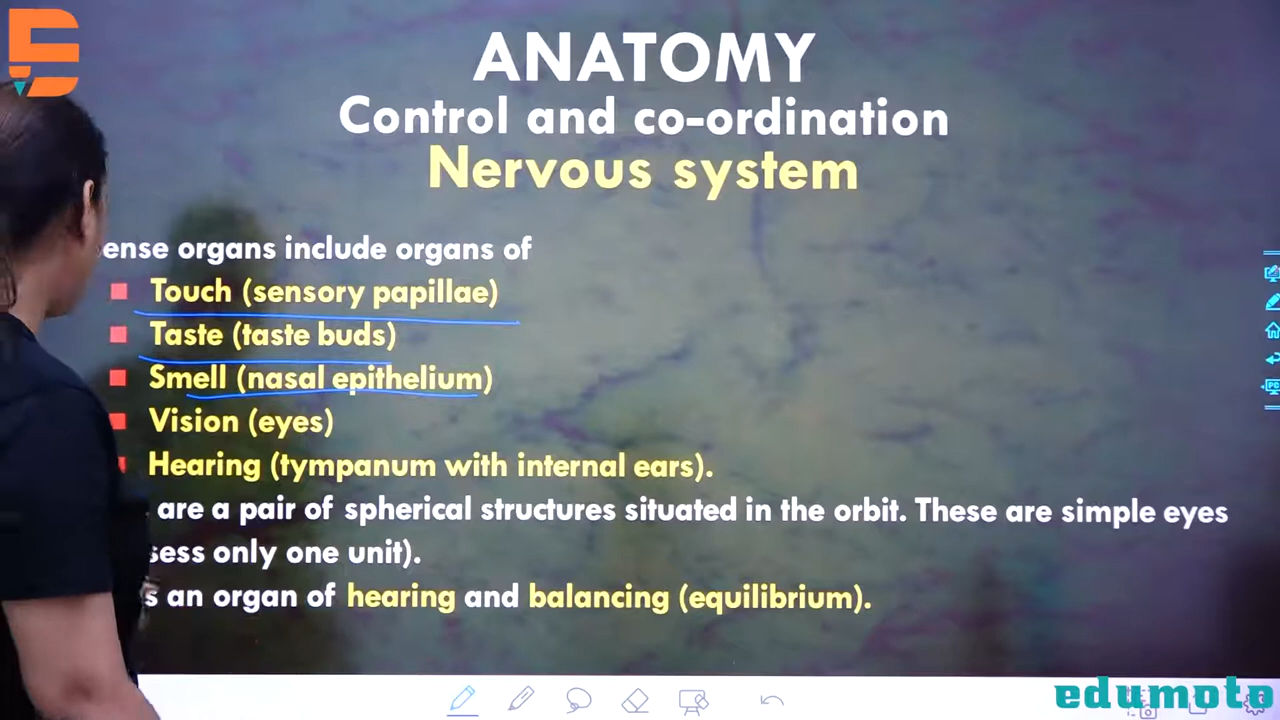 ANATOMY
Control and co-ordination
Nervous system
organs include organs of
Touch (sensory papillae)
Taste (taste buds)
Smell (nasal epithelium)
Vision (eyes)
Hearing (tympanum with internal ears).
are a pair of spherical structures situated in the orbit. These are simple eyes
only one unit).
an organ of hearing and balancing (equilibrium).
edumoto